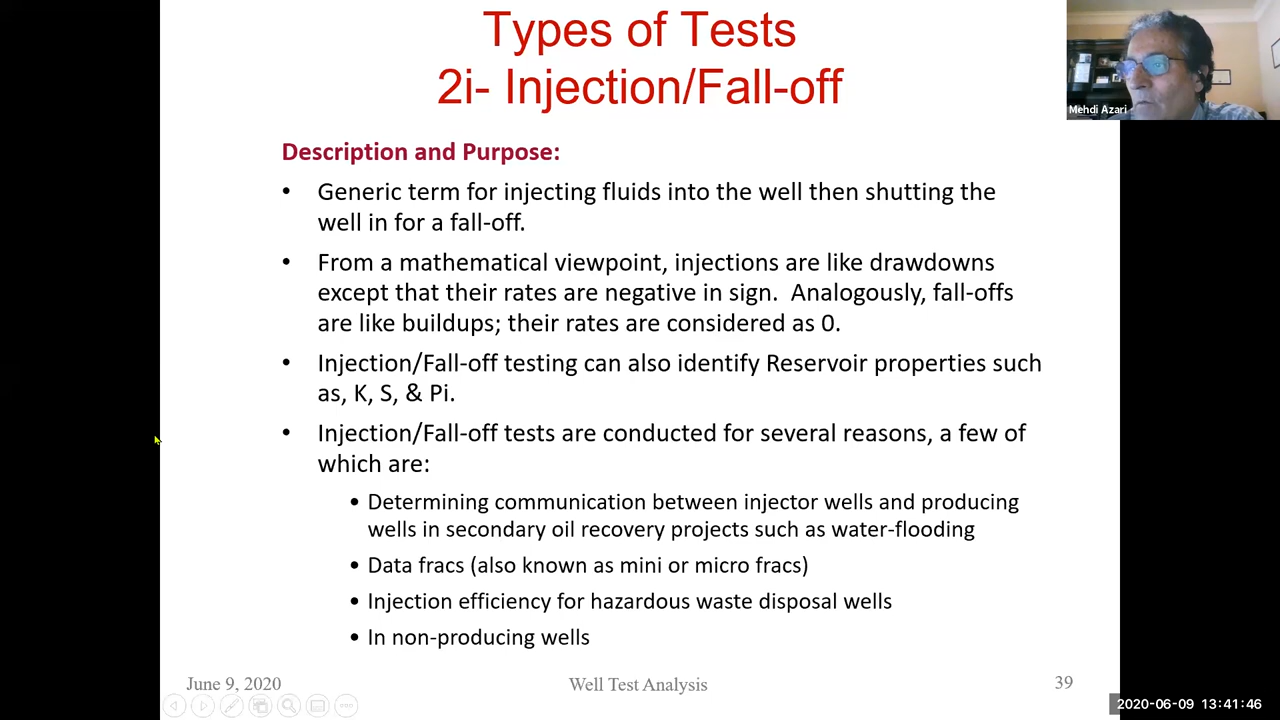 Types of Tests
2i- Injection/Fall-off
Mehdi Azari
Description and Purpose:
• Generic term for injecting fluids into the well then shutting the
well in for a fall-off.
• From a mathematical viewpoint, injections are like drawdowns
except that their rates are negative in sign.  Analogously, fall-offs
are like buildups; their rates are considered as 0.
• Injection/Fall-off testing can also identify Reservoir properties such
as, K, S, & Pi.
• Injection/Fall-off tests are conducted for several reasons, a few of
which are:
• Determining communication between injector wells and producing
wells in secondary oil recovery projects such as water-flooding
• Data fracs (also known as mini or micro fracs)
• Injection efficiency for hazardous waste disposal wells
• In non-producing wells
June 9, 2020
Well Test Analysis
39
2020-06-09 13:41:46